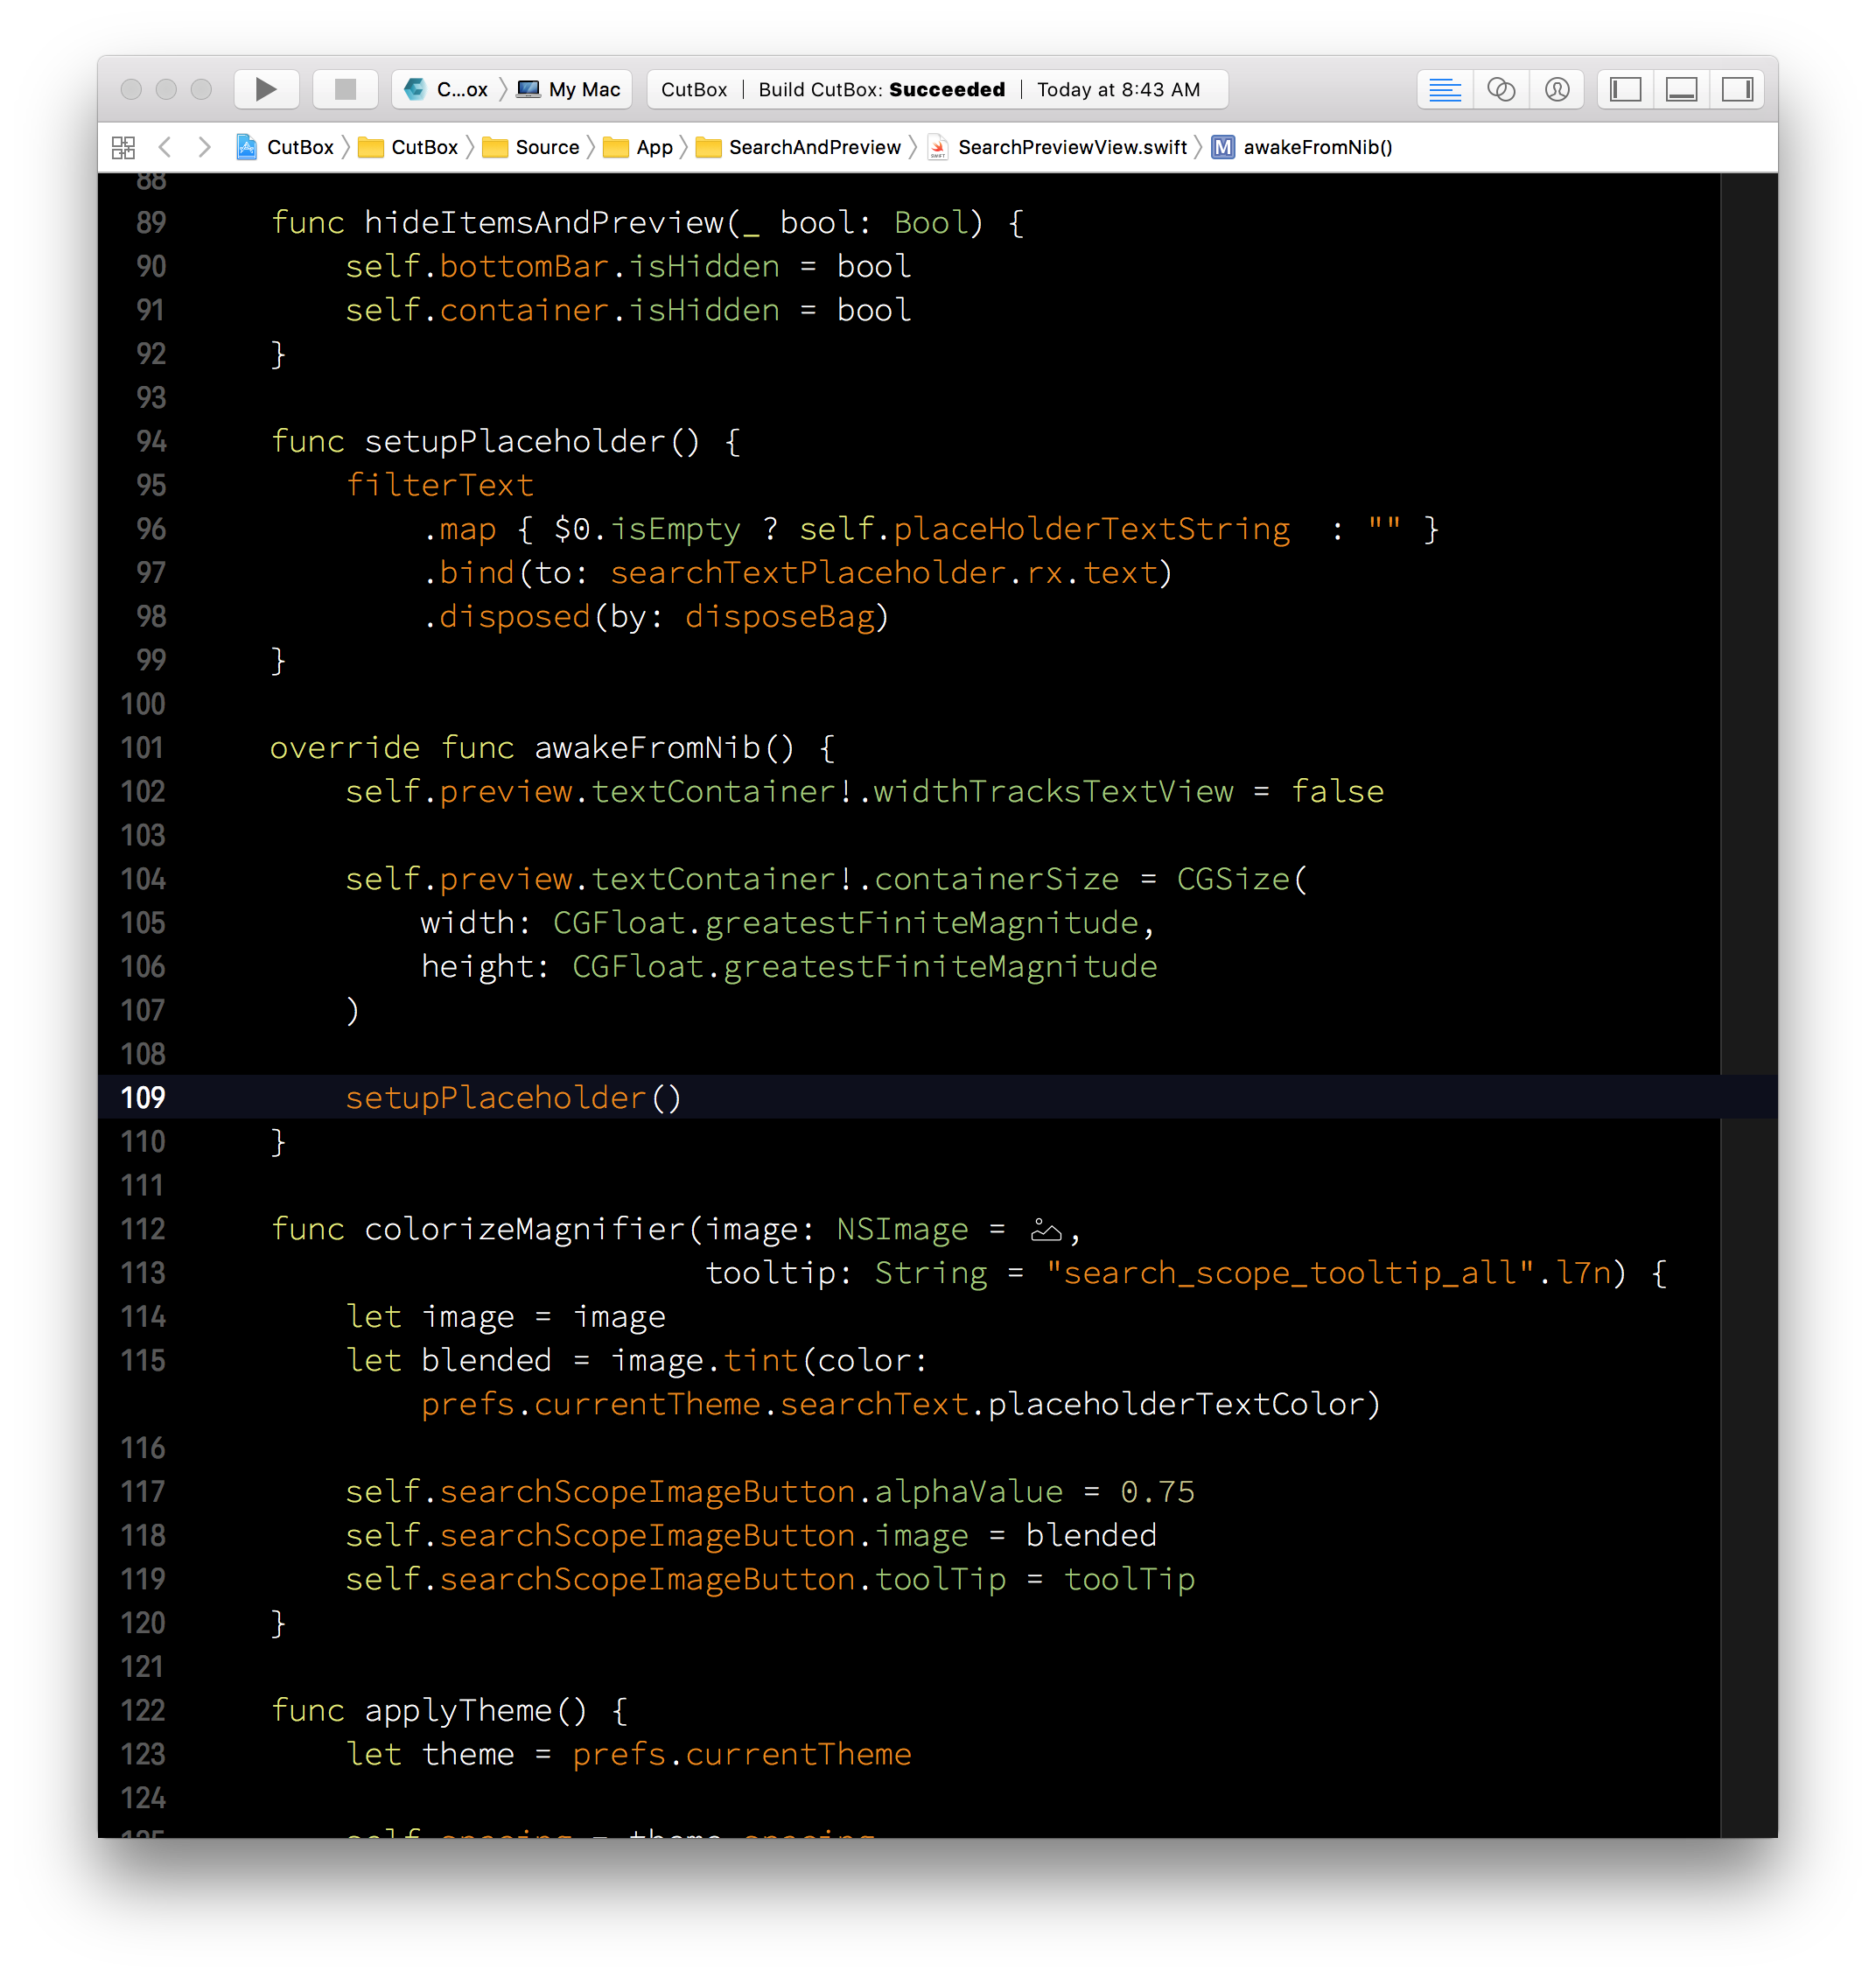 C...ox My Mac CutBox | Build CutBox: Succeeded | Today at 8:43 AM
CutBox CutBox Source App SearchAndPreview SearchPreviewView.swift M awakeFromNib()
88
89 func hideItemsAndPreview(_ bool: Bool) {
90 self.bottomBar.isHidden = bool
91 self.container.isHidden = bool
92 }
93
94 func setupPlaceholder() {
95 filterText
96 .map { $0.isEmpty ? self.placeHolderTextString  : "" }
97 .bind(to: searchTextPlaceholder.rx.text)
98 .disposed(by: disposeBag)
99 }
100
101 override func awakeFromNib() {
102 self.preview.textContainer!.widthTracksTextView = false
103
104 self.preview.textContainer!.containerSize = CGSize(
105 width: CGFloat.greatestFiniteMagnitude,
106 height: CGFloat.greatestFiniteMagnitude
107 )
108
109 setupPlaceholder()
110 }
111
112 func colorizeMagnifier(image: NSImage = ,
113 tooltip: String = "search_scope_tooltip_all".l7n) {
114 let image = image
115 let blended = image.tint(color:
prefs.currentTheme.searchText.placeholderTextColor)
116
117 self.searchScopeImageButton.alphaValue = 0.75
118 self.searchScopeImageButton.image = blended
119 self.searchScopeImageButton.toolTip = toolTip
120 }
121
122 func applyTheme() {
123 let theme = prefs.currentTheme
124
125 self.spacing = theme.spacing